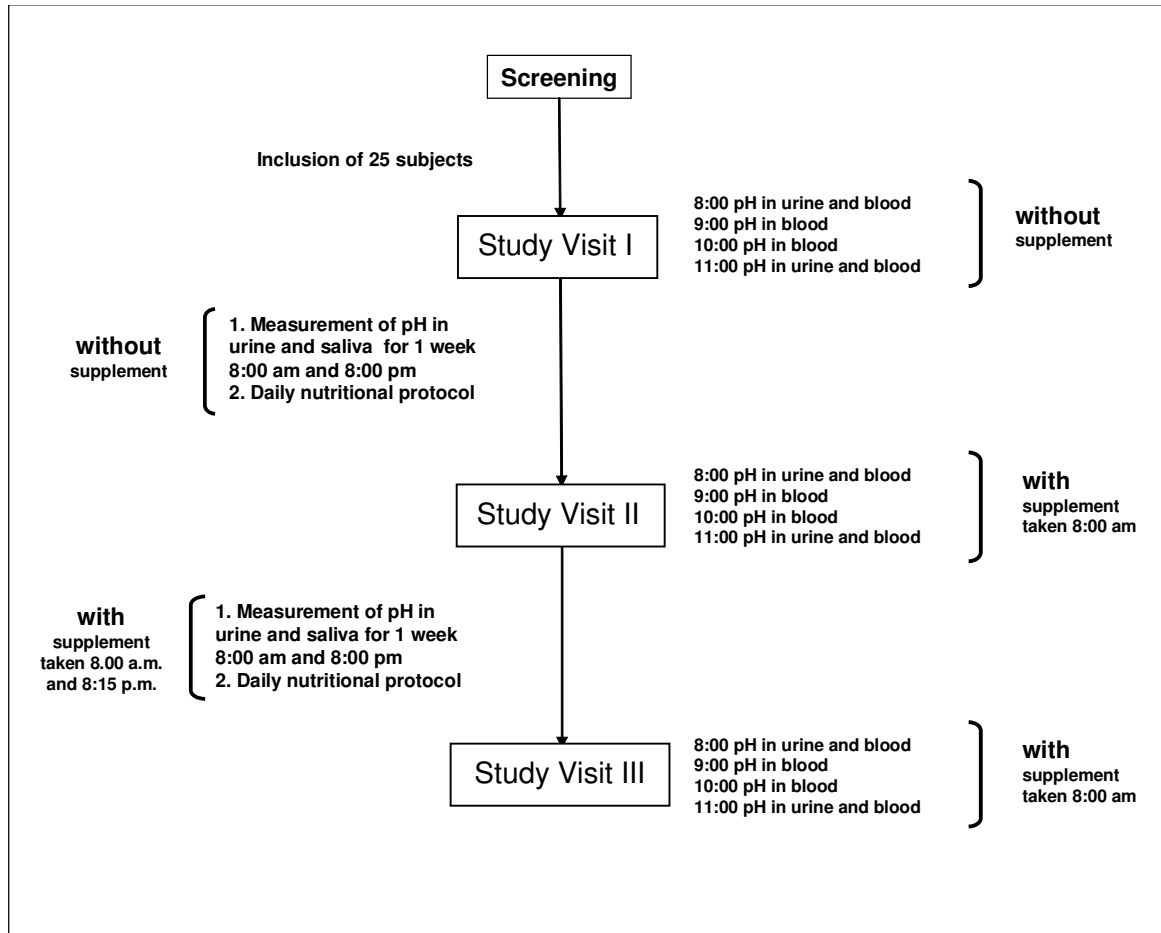 Screening
Inclusion of 25 subjects
Study Visit I
8:00 pH in urine and blood
9:00 pH in blood
10:00 pH in blood
11:00 pH in urine and blood
without
supplement
without
supplement
1. Measurement of pH in
urine and saliva for 1 week
8:00 am and 8:00 pm
2. Daily nutritional protocol
Study Visit II
8:00 pH in urine and blood
9:00 pH in blood
10:00 pH in blood
11:00 pH in urine and blood
with
supplement
taken 8:00 am
with
supplement
taken 8.00 a.m.
and 8:15 p.m.
1. Measurement of pH in
urine and saliva for 1 week
8:00 am and 8:00 pm
2. Daily nutritional protocol
Study Visit III
8:00 pH in urine and blood
9:00 pH in blood
10:00 pH in blood
11:00 pH in urine and blood
with
supplement
taken 8:00 am